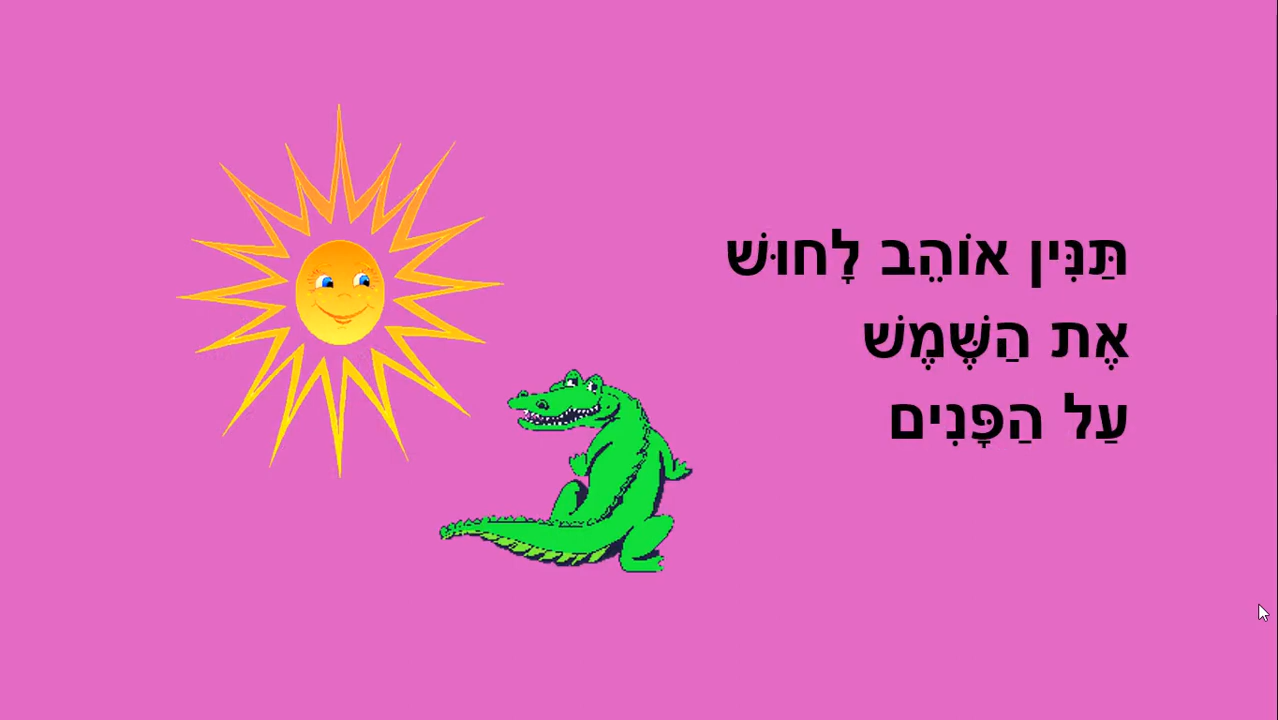 תַּנִּין אוֹהֵב לָחוּשׁ
אֶת הַשֶּׁמֶשׁ
עַל הַפָּנִים